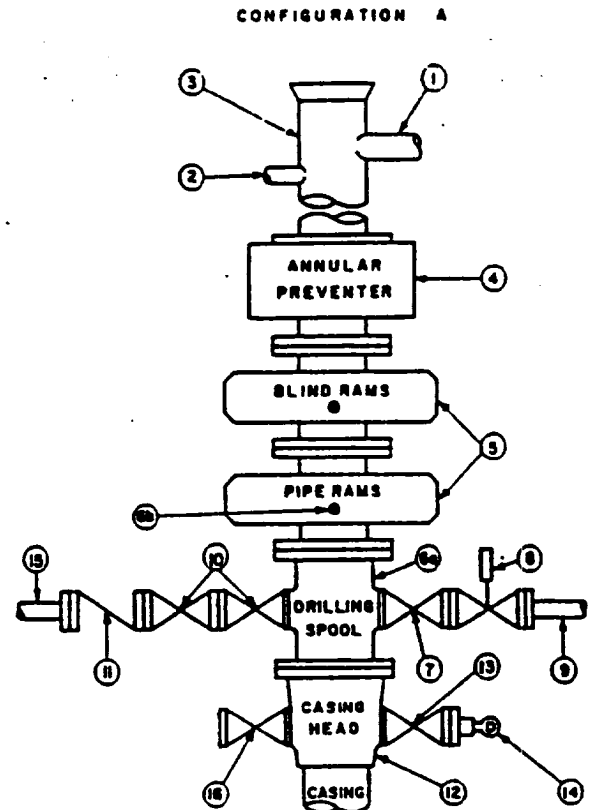 CONFIGURATION A
3
1
2
ANNULAR
PREVENTER
4
BLIND RAMS
5
PIPE RAMS
15
10
8
DRILLING
SPOOL
11
7
9
13
CASING
HEAD
16
12
14
CASING